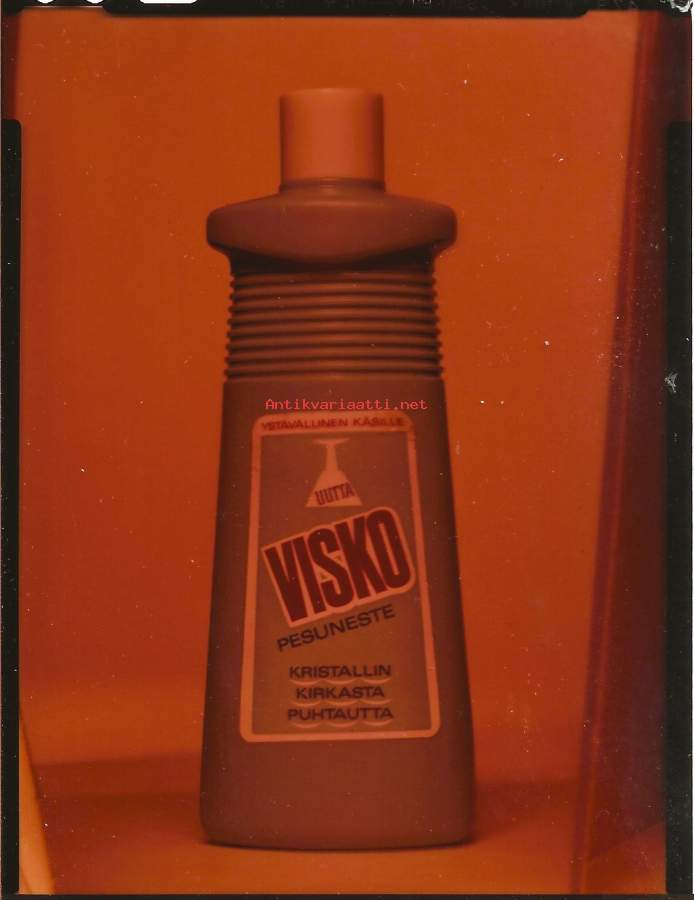 Antikvariaatti.net
YSTÄVÄLLINEN KÄSILLE
UUTTA
VISKO
PESUNESTE
KRISTALLIN
KIRKASTA
PUHTAUTTA